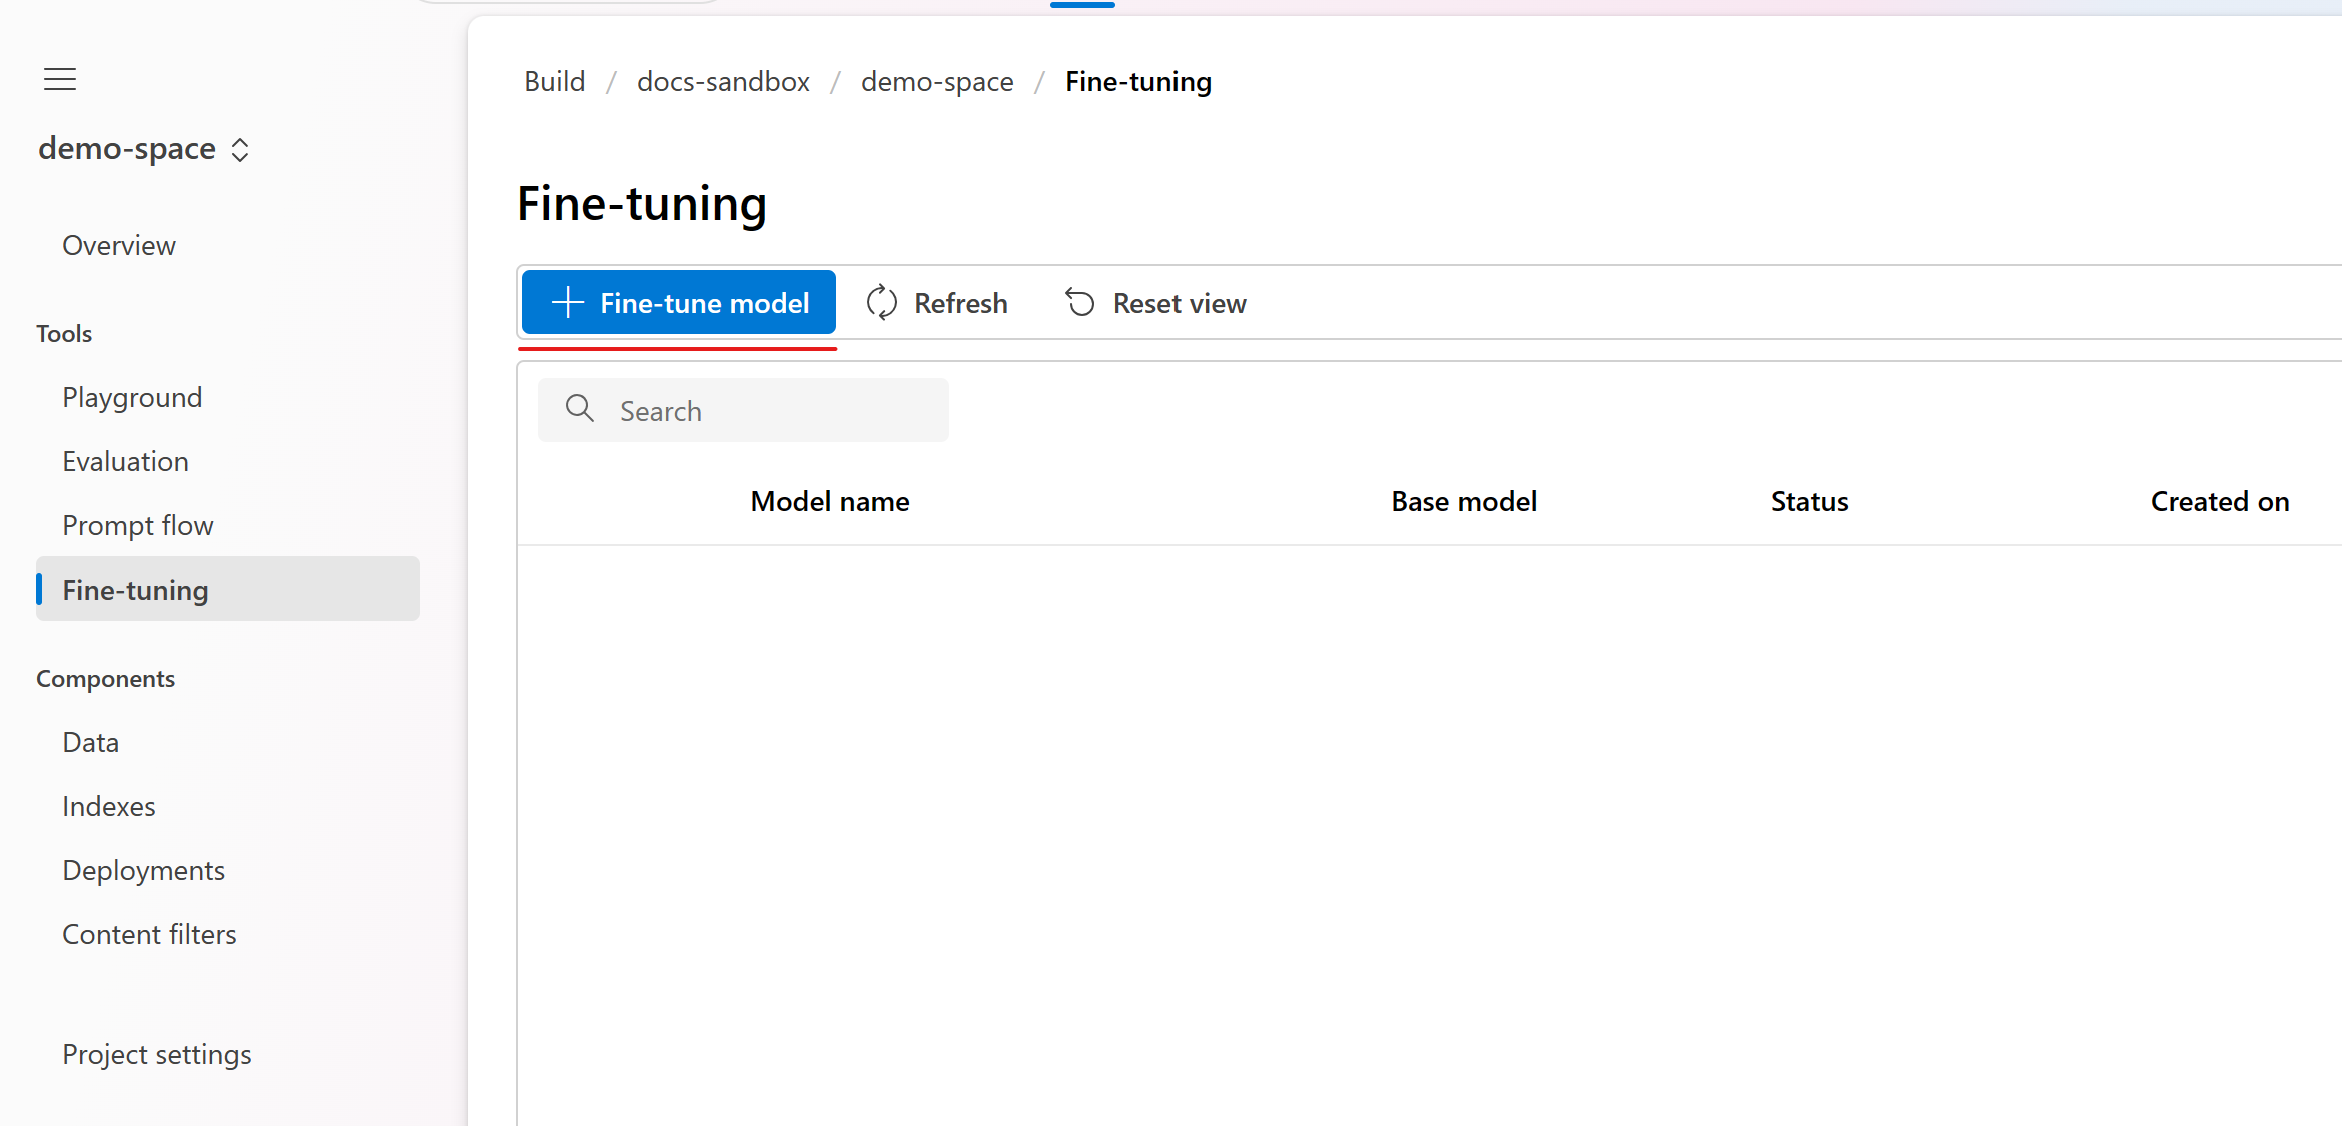 Build / docs-sandbox / demo-space / Fine-tuning
demo-space
Overview
Tools
Playground
Evaluation
Prompt flow
Fine-tuning
Components
Data
Indexes
Deployments
Content filters
Project settings
Fine-tuning
Fine-tune model Refresh Reset view
Search
Model name Base model Status Created on